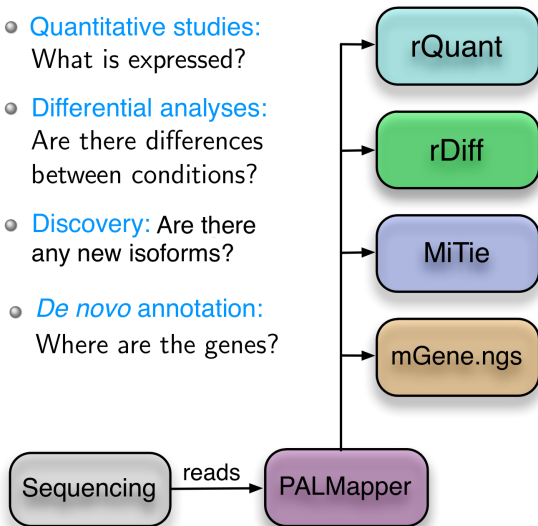 Quantitative studies:
What is expressed?
Differential analyses:
Are there differences
between conditions?
Discovery: Are there
any new isoforms?
De novo annotation:
Where are the genes?
rQuant
rDiff
MiTie
mGene.ngs
Sequencing
reads
PALMapper